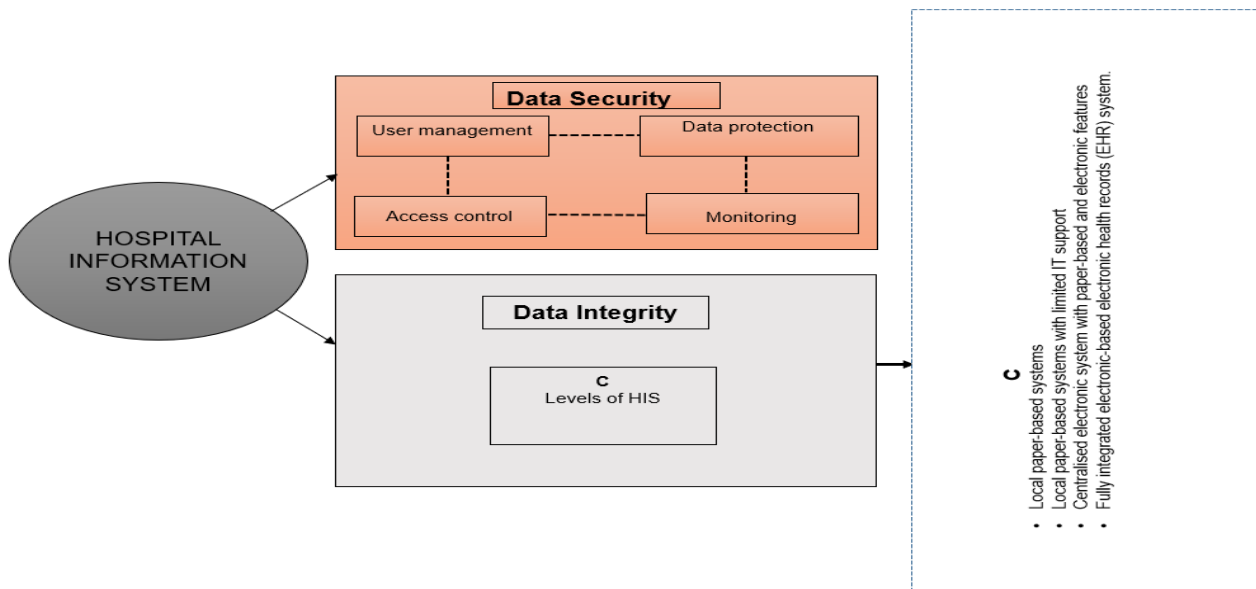 HOSPITAL
INFORMATION
SYSTEM
Data Security
User management
Data protection
Access control
Monitoring
Data Integrity
C
Levels of HIS
C
• Local paper-based systems
• Local paper-based systems with limited IT support
• Centralised electronic system with paper-based and electronic features
• Fully integrated electronic-based electronic health records (EHR) system.